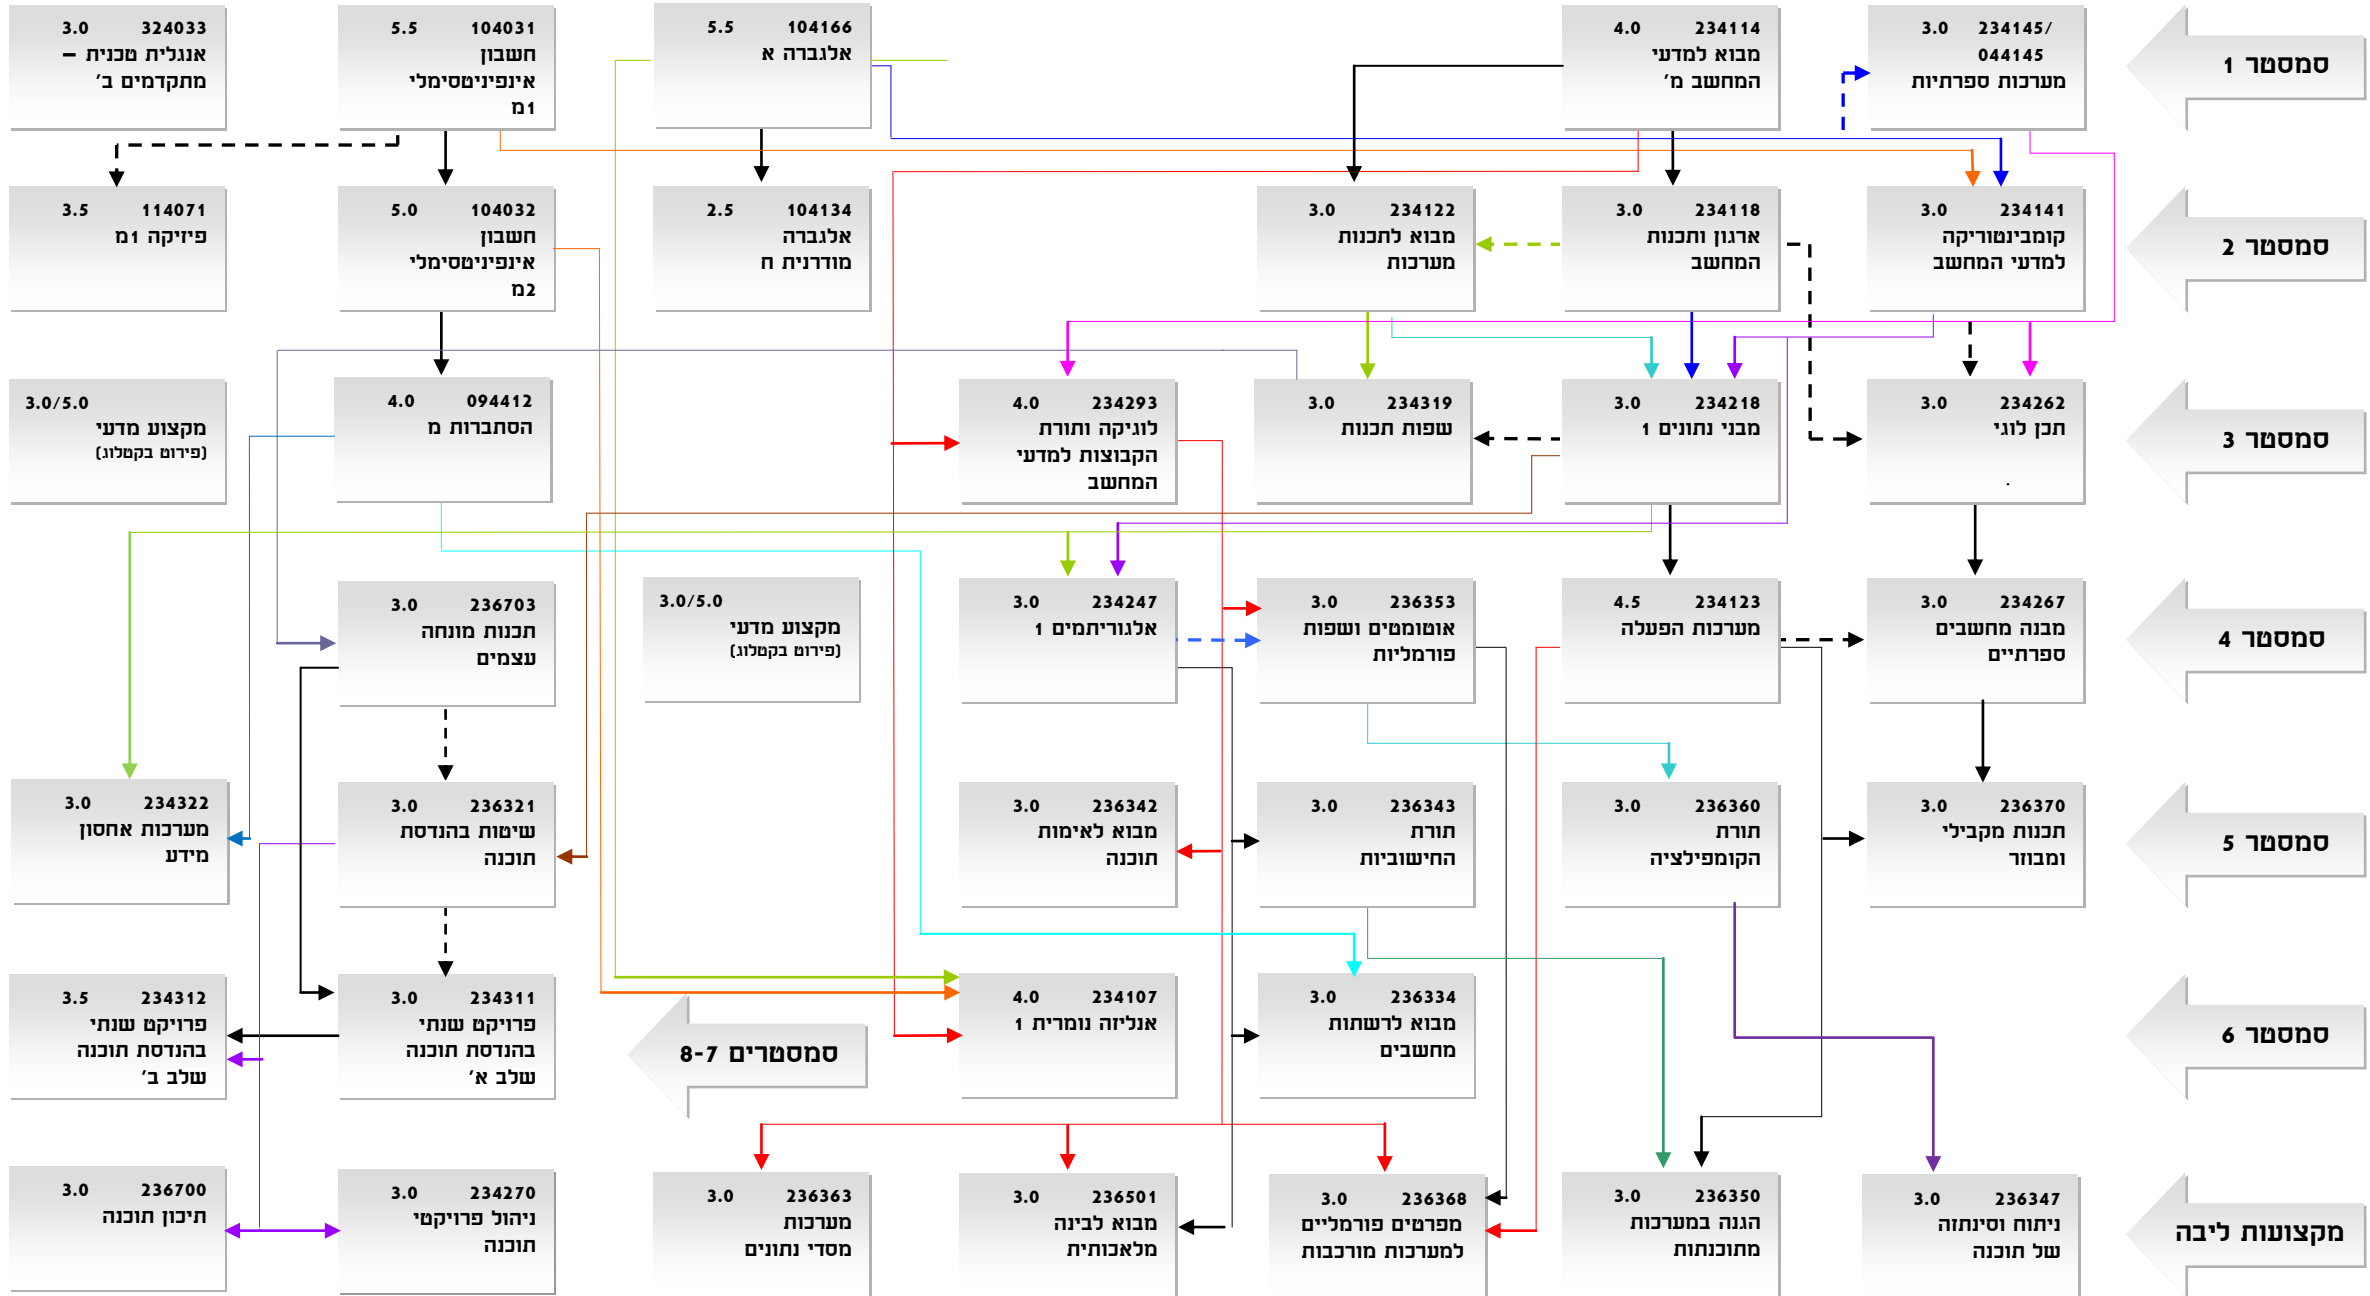 סמסטר 1
234145/ 3.0
044145
מערכות ספרתיות
234114 4.0
מבוא למדעי
המחשב מ'
104166 5.5
אלגברה א
104031 5.5
חשבון
אינפיניטסימלי
1מ
324033 3.0
אנגלית טכנית –
מתקדמים ב'
סמסטר 2
234141 3.0
קומבינטוריקה
למדעי המחשב
234118 3.0
ארגון ותכנות
המחשב
234122 3.0
מבוא לתכנות
מערכות
104134 2.5
אלגברה
מודרנית ח
104032 5.0
חשבון
אינפיניטסימלי
2מ
114071 3.5
פיזיקה 1מ
סמסטר 3
234262 3.0
תכן לוגי
.
234218 3.0
מבני נתונים 1
234319 3.0
שפות תכנות
234293 4.0
לוגיקה ותורת
הקבוצות למדעי
המחשב
094412 4.0
הסתברות מ
3.0/5.0
מקצוע מדעי
(פירוט בקטלוג)
סמסטר 4
234267 3.0
מבנה מחשבים
ספרתיים
234123 4.5
מערכות הפעלה
236353 3.0
אוטומטים ושפות
פורמליות
234247 3.0
אלגוריתמים 1
3.0/5.0
מקצוע מדעי
(פירוט בקטלוג)
236703 3.0
תכנות מונחה
עצמים
סמסטר 5
236370 3.0
תכנות מקבילי
ומבוזר
236360 3.0
תורת
הקומפילציה
236343 3.0
תורת
החישוביות
236342 3.0
מבוא לאימות
תוכנה
236321 3.0
שיטות בהנדסת
תוכנה
234322 3.0
מערכות אחסון
מידע
סמסטר 6
236334 3.0
מבוא לרשתות
מחשבים
234107 4.0
אנליזה נומרית 1
סמסטרים 8-7
234311 3.0
פרויקט שנתי
בהנדסת תוכנה
שלב א'
234312 3.5
פרויקט שנתי
בהנדסת תוכנה
שלב ב'
מקצועות ליבה
236347 3.0
ניתוח וסינתזה
של תוכנה
236350 3.0
הגנה במערכות
מתוכנתות
236368 3.0
מפרטים פורמליים
למערכות מורכבות
236501 3.0
מבוא לבינה
מלאכותית
236363 3.0
מערכות
מסדי נתונים
234270 3.0
ניהול פרויקטי
תוכנה
236700 3.0
תיכון תוכנה